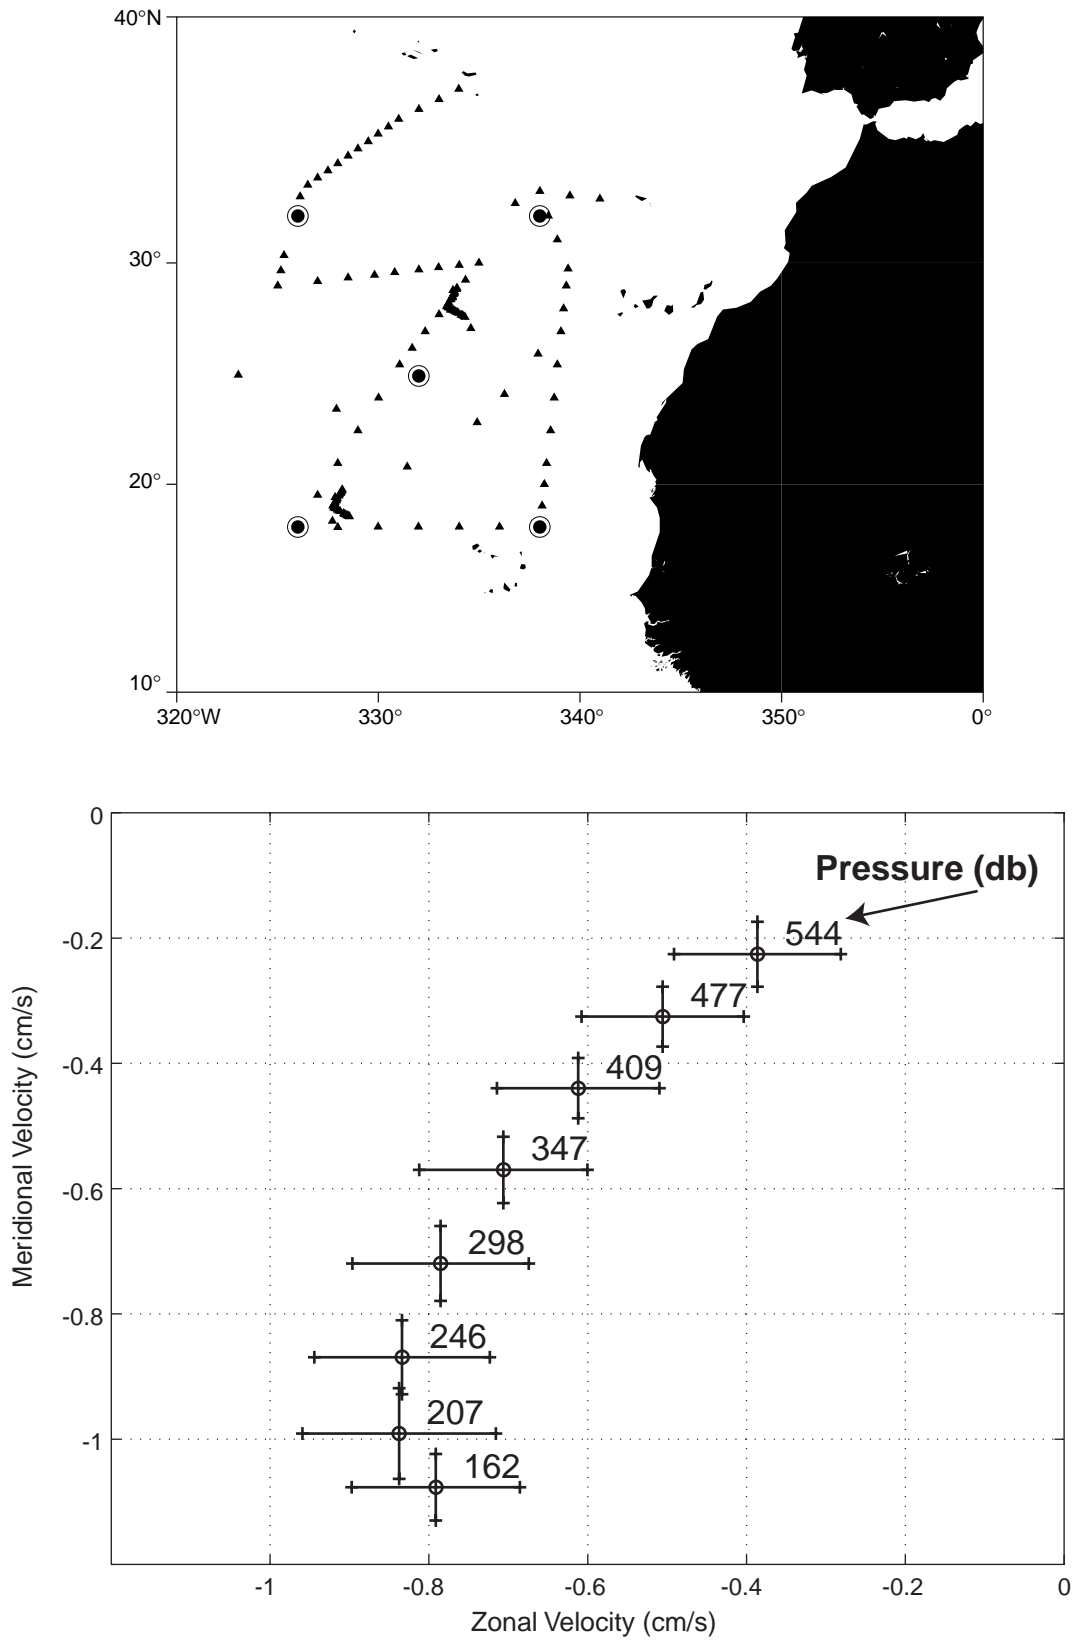 40°N
30°
20°
10°
320°W 330° 340° 350° 0°
0
Pressure (db)
544
-0.2
477
-0.4
409
347
-0.6
298
-0.8
246
207
-1
162
Meridional Velocity (cm/s)
-1 -0.8 -0.6 -0.4 -0.2 0
Zonal Velocity (cm/s)